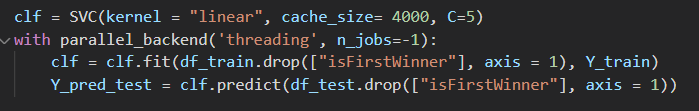 clf = SVC(kernel = "linear", cache_size= 4000, C=5)
with parallel_backend('threading', n_jobs=-1):
    clf = clf.fit(df_train.drop(["isFirstWinner"], axis = 1), Y_train)
    Y_pred_test = clf.predict(df_test.drop(["isFirstWinner"], axis = 1))